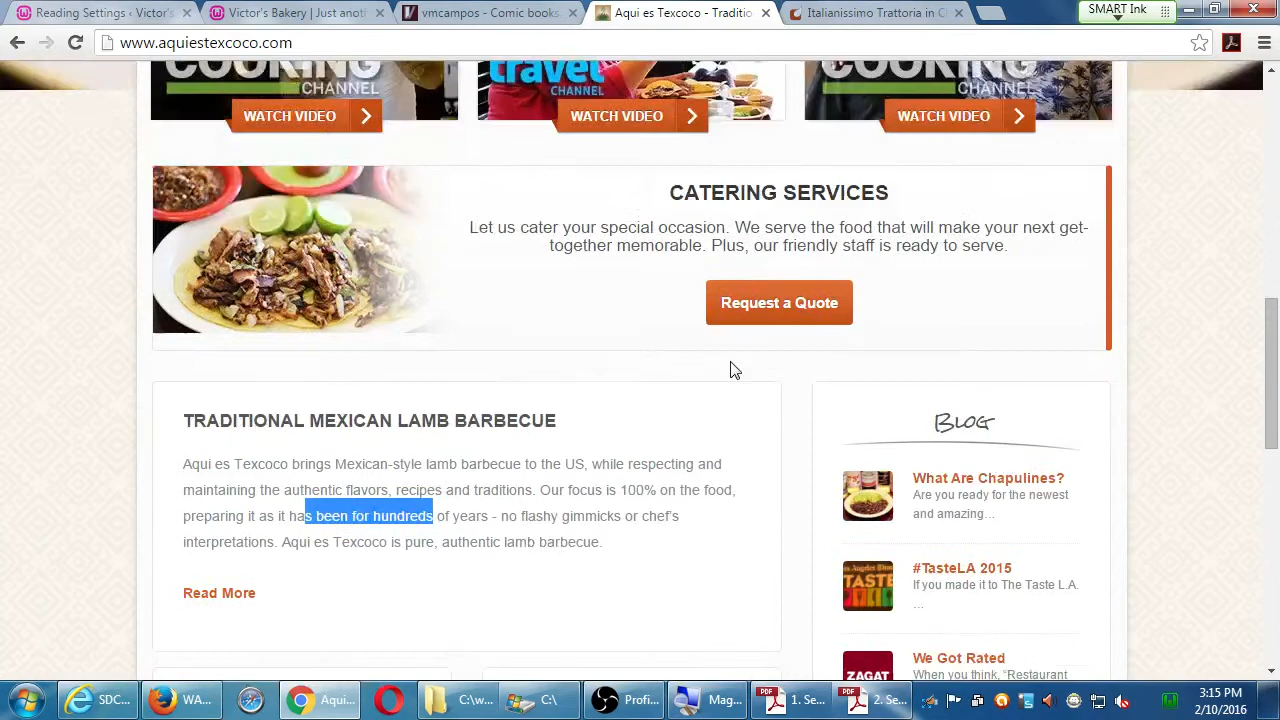 Reading Settings ‹ Victor's
Victor's Bakery | Just anot
vmcampos - Comic books
Aqui es Texcoco - Traditio
Italianissimo Trattoria in C
SMART Ink
www.aquiestexcoco.com
COOKING
CHANNEL
travel
CHANNEL
COOKING
CHANNEL
WATCH VIDEO
WATCH VIDEO
WATCH VIDEO
CATERING SERVICES
Let us cater your special occasion. We serve the food that will make your next get-
together memorable. Plus, our friendly staff is ready to serve.
Request a Quote
TRADITIONAL MEXICAN LAMB BARBECUE
Aqui es Texcoco brings Mexican-style lamb barbecue to the US, while respecting and
maintaining the authentic flavors, recipes and traditions. Our focus is 100% on the food,
preparing it as it has been for hundreds of years - no flashy gimmicks or chef's
interpretations. Aqui es Texcoco is pure, authentic lamb barbecue.
Read More
Blog
What Are Chapulines?
Are you ready for the newest
and amazing…
TASTE
#TasteLA 2015
If you made it to The Taste L.A.
…
ZAGAT
We Got Rated
When you think, “Restaurant
SDC...
WA...
Aqui...
C:\w...
C:\
Profi...
Mag...
PDF
1. Se...
PDF
2. Se...
3:15 PM
2/10/2016